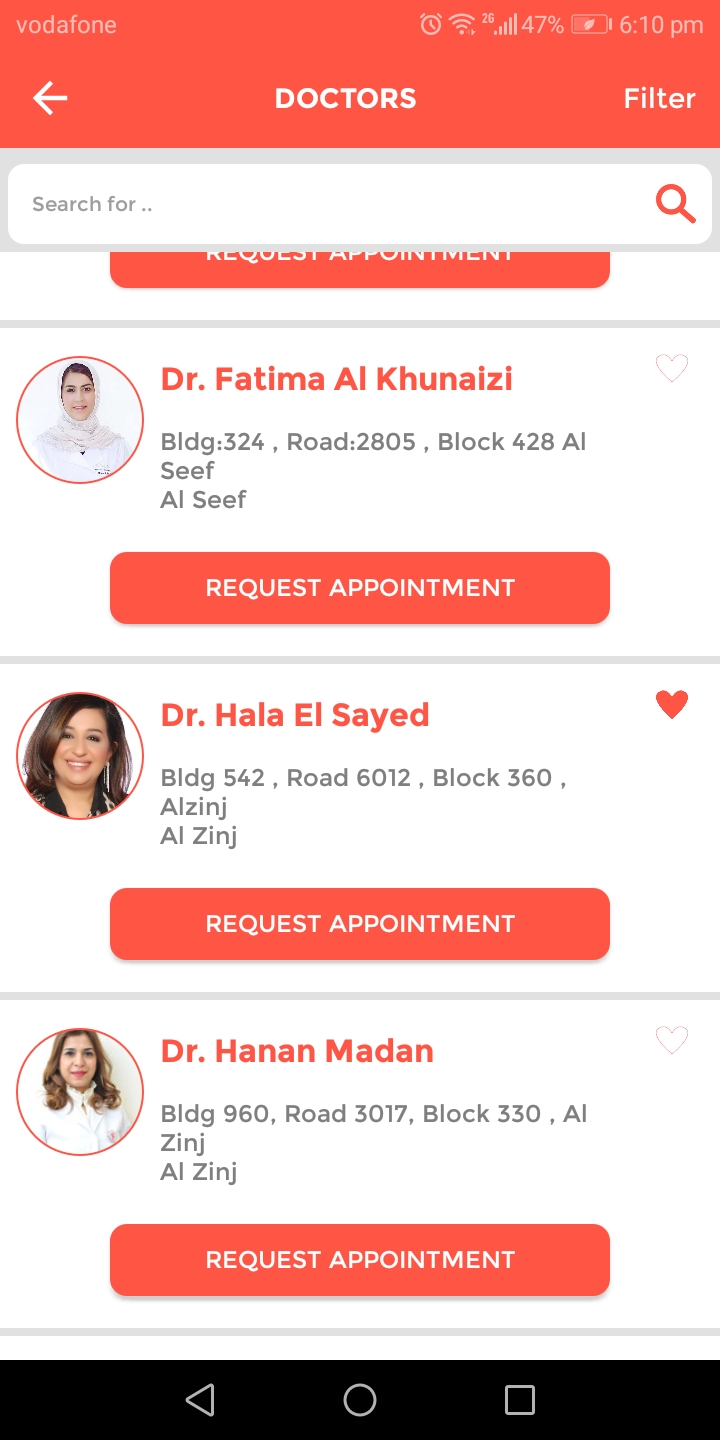 vodafone 2G 47% 6:10 pm
DOCTORS Filter
Search for ..
REQUEST APPOINTMENT
Dr. Fatima Al Khunaizi
Bldg:324 , Road:2805 , Block 428 Al
Seef
Al Seef
REQUEST APPOINTMENT
Dr. Hala El Sayed
Bldg 542 , Road 6012 , Block 360 ,
Alzinj
Al Zinj
REQUEST APPOINTMENT
Dr. Hanan Madan
Bldg 960, Road 3017, Block 330 , Al
Zinj
Al Zinj
REQUEST APPOINTMENT